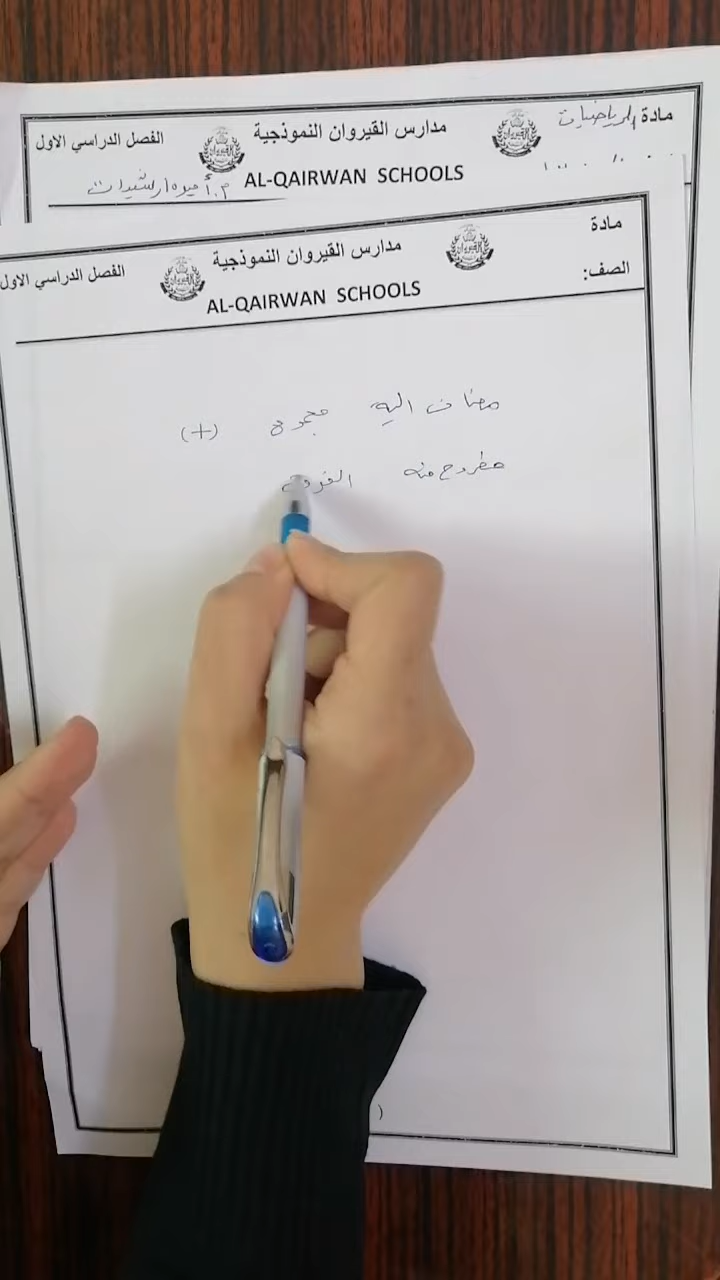 مادة الرياضيات مدارس القيروان النموذجية الفصل الدراسي الاول
AL-QAIRWAN SCHOOLS
مادة مدارس القيروان النموذجية الفصل الدراسي الاول
الصف: AL-QAIRWAN SCHOOLS
مضاف اليه مجموع (+)
مطروح منه الفرق